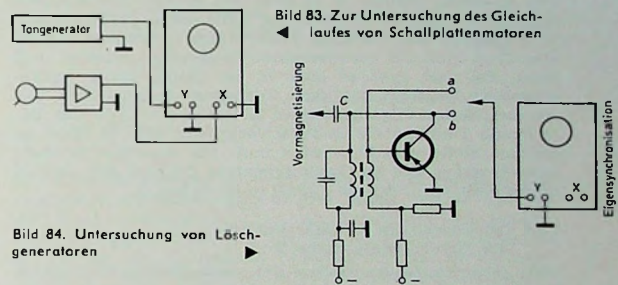 Tongenerator
Y X
Bild 83. Zur Untersuchung des Gleich-
laufes von Schallplattenmotoren
Vormagnetisierung
C
a
b
Y X
Eigensynchronisation
Bild 84. Untersuchung von Lösch-
generatoren